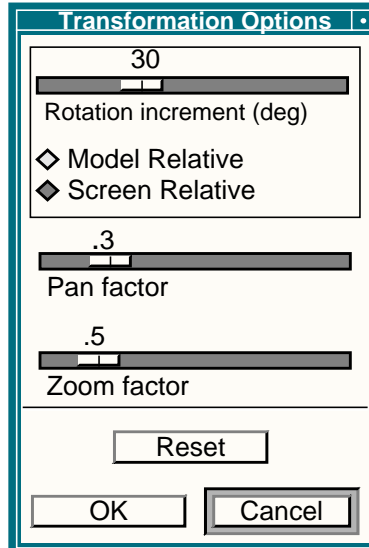 Transformation Options
30
Rotation increment (deg)
Model Relative
Screen Relative
.3
Pan factor
.5
Zoom factor
Reset
OK
Cancel